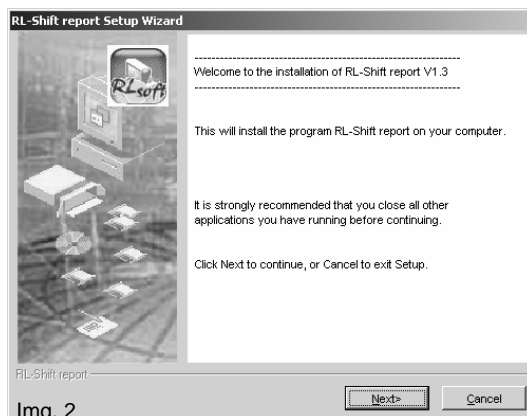 RL-Shift report Setup Wizard
RLsoft
-----------------------------------------------------
Welcome to the installation of RL-Shift report V1.3
-----------------------------------------------------
This will install the program RL-Shift report on your computer.
It is strongly recommended that you close all other
applications you have running before continuing.
Click Next to continue, or Cancel to exit Setup.
RL-Shift report
Next>
Cancel
Img. 2